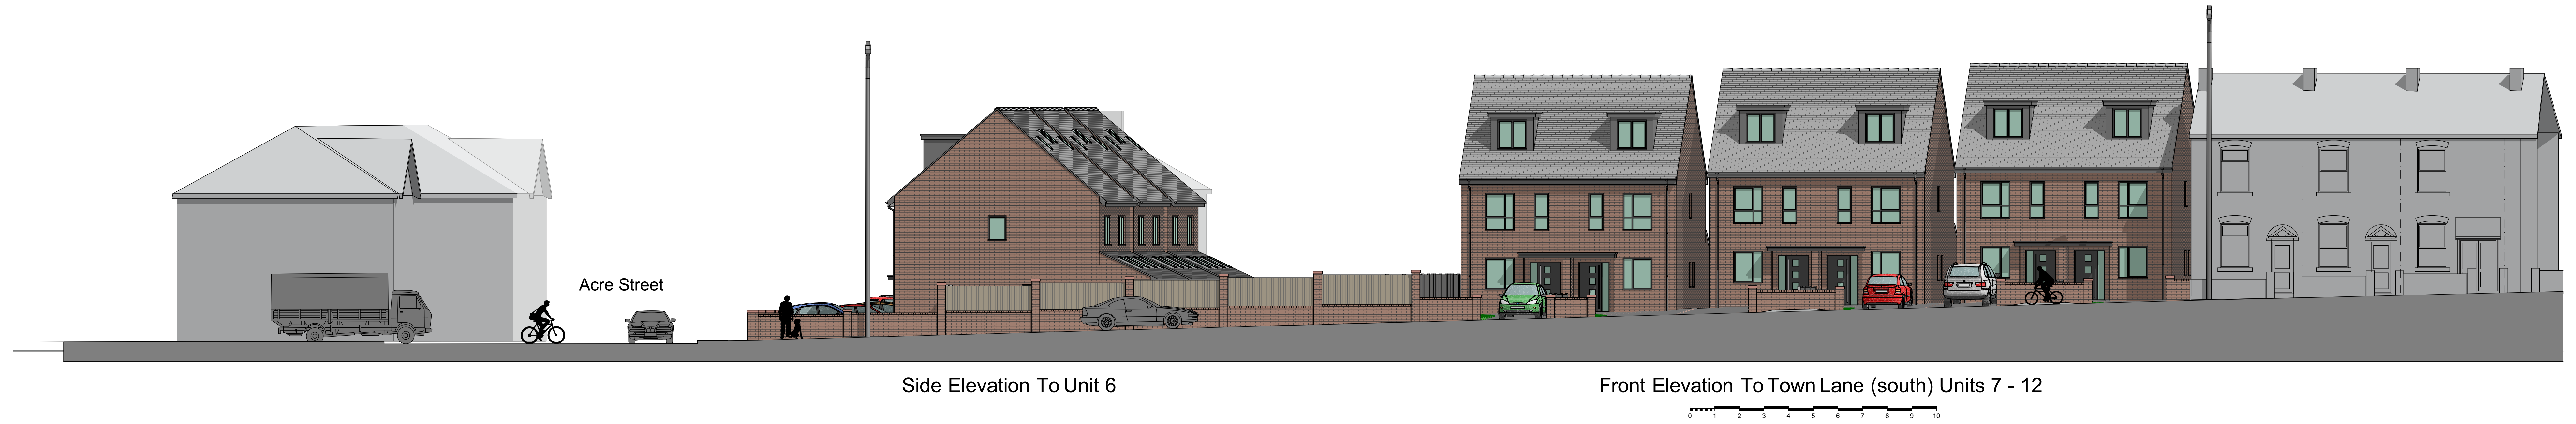 Acre Street
Side Elevation To Unit 6
Front Elevation To Town Lane (south) Units 7 - 12
0 1 2 3 4 5 6 7 8 9 10